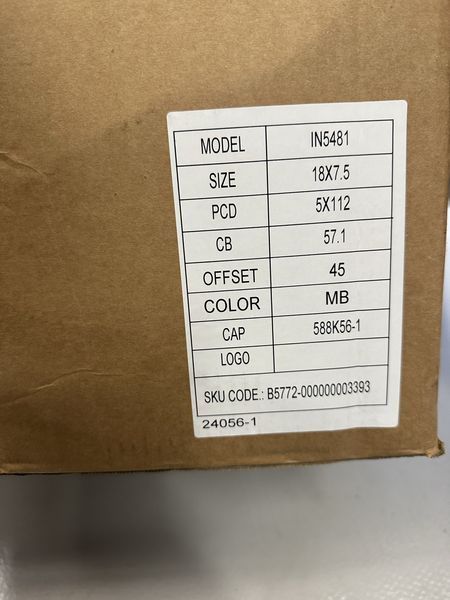 MODEL IN5481
SIZE 18X7.5
PCD 5X112
CB 57.1
OFFSET 45
COLOR MB
CAP 588K56-1
LOGO
SKU CODE.: B5772-000000003393
24056-1